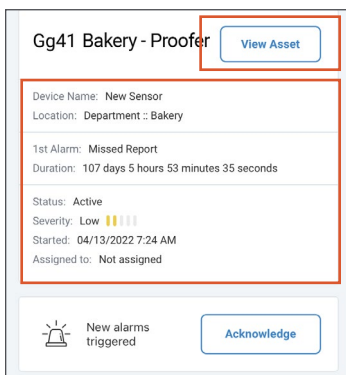 Gg41 Bakery - Proofer View Asset
Device Name: New Sensor
Location: Department :: Bakery
1st Alarm: Missed Report
Duration: 107 days 5 hours 53 minutes 35 seconds
Status: Active
Severity: Low
Started: 04/13/2022 7:24 AM
Assigned to: Not assigned
New alarms
triggered
Acknowledge